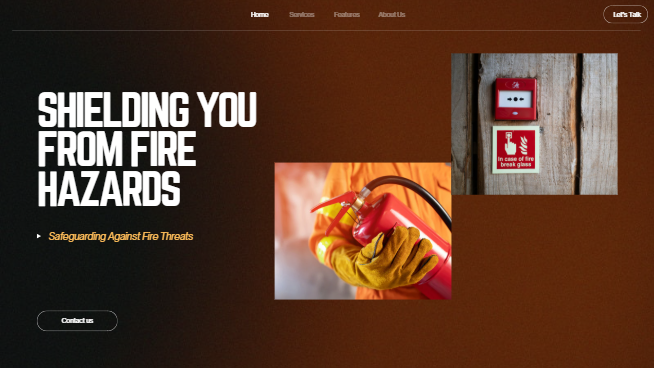 Home
Services
Features
About Us
Let's Talk
SHIELDING YOU
FROM FIRE
HAZARDS
Safeguarding Against Fire Threats
Contact us
In case of fire
break glass